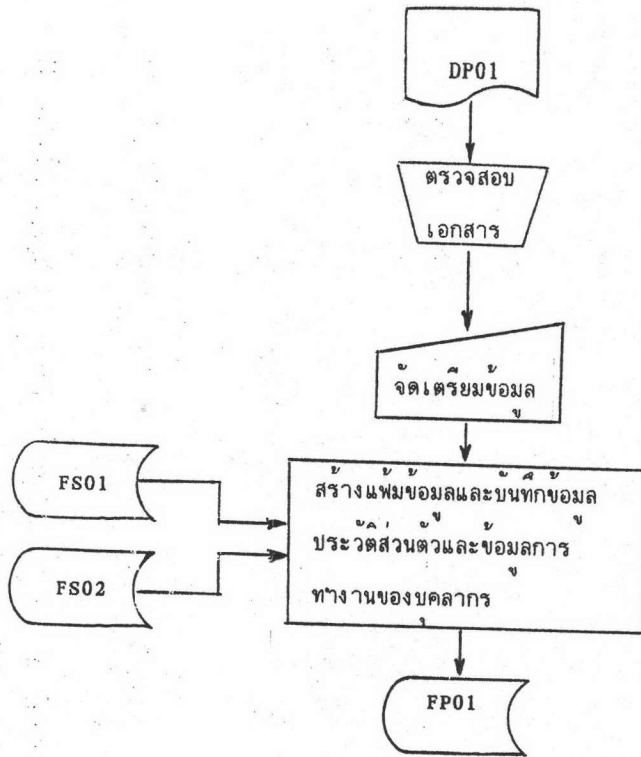 DP01
ตรวจสอบ
เอกสาร
จัดเตรียมข้อมูล
FS01
FS02
สร้างแฟ้มข้อมูลและบันทึกข้อมูล
ประวัติส่วนตัวและข้อมูลการ
ทำงานของบุคลากร
FP01